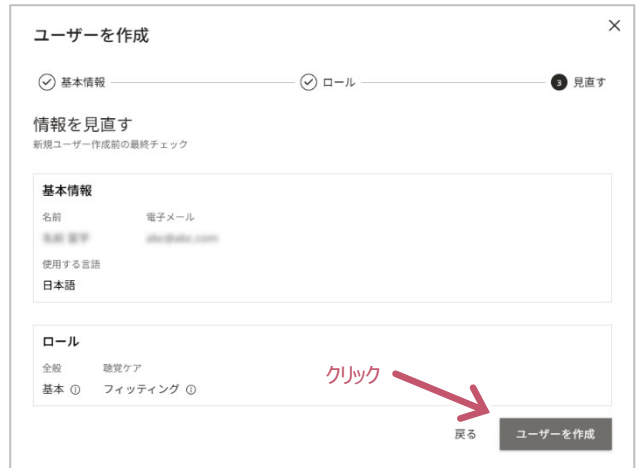 ユーザーを作成
基本情報 ロール 3 見直す
情報を見直す
新規ユーザー作成前の最終チェック
基本情報
名前 電子メール
使用する言語
日本語
ロール
全般 聴覚ケア
基本 フィッティング
クリック
戻る ユーザーを作成